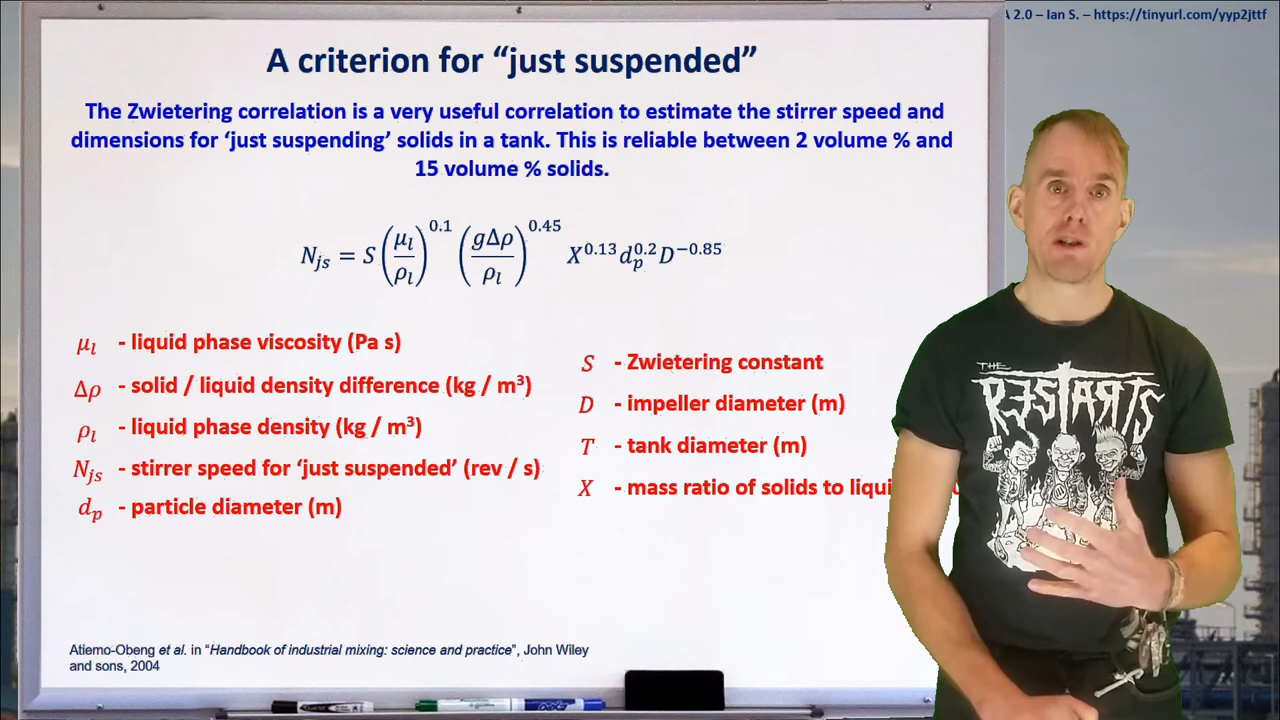 A 2.0 – Ian S. – https://tinyurl.com/yyp2jttf
A criterion for “just suspended”
The Zwietering correlation is a very useful correlation to estimate the stirrer speed and
dimensions for ‘just suspending’ solids in a tank. This is reliable between 2 volume % and
15 volume % solids.
N_js = S (μ_l / ρ_l)^0.1 (gΔρ / ρ_l)^0.45 X^0.13 d_p^0.2 D^−0.85
μ_l - liquid phase viscosity (Pa s)
Δρ - solid / liquid density difference (kg / m³)
ρ_l - liquid phase density (kg / m³)
N_js - stirrer speed for ‘just suspended’ (rev / s)
d_p - particle diameter (m)
S - Zwietering constant
D - impeller diameter (m)
T - tank diameter (m)
X - mass ratio of solids to
THE
RESTARTS
Atiemo-Obeng et al. in “Handbook of industrial mixing: science and practice”, John Wiley
and sons, 2004